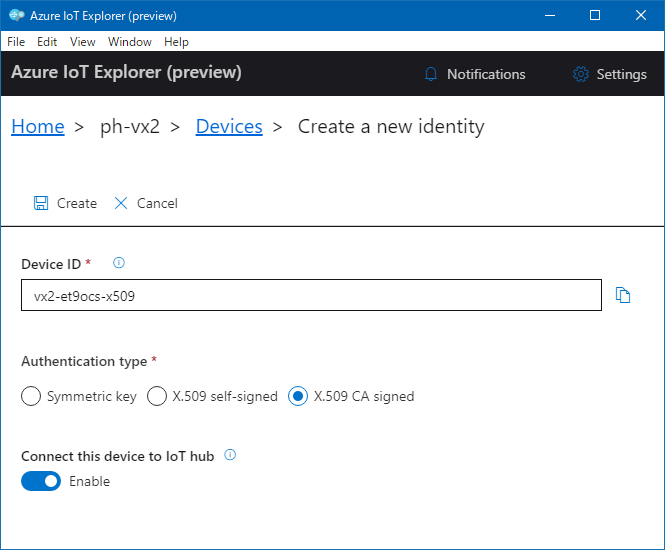 Azure IoT Explorer (preview)
File Edit View Window Help
Azure IoT Explorer (preview) Notifications Settings
Home > ph-vx2 > Devices > Create a new identity
Create Cancel
Device ID *
vx2-et9ocs-x509
Authentication type *
Symmetric key X.509 self-signed X.509 CA signed
Connect this device to IoT hub
Enable